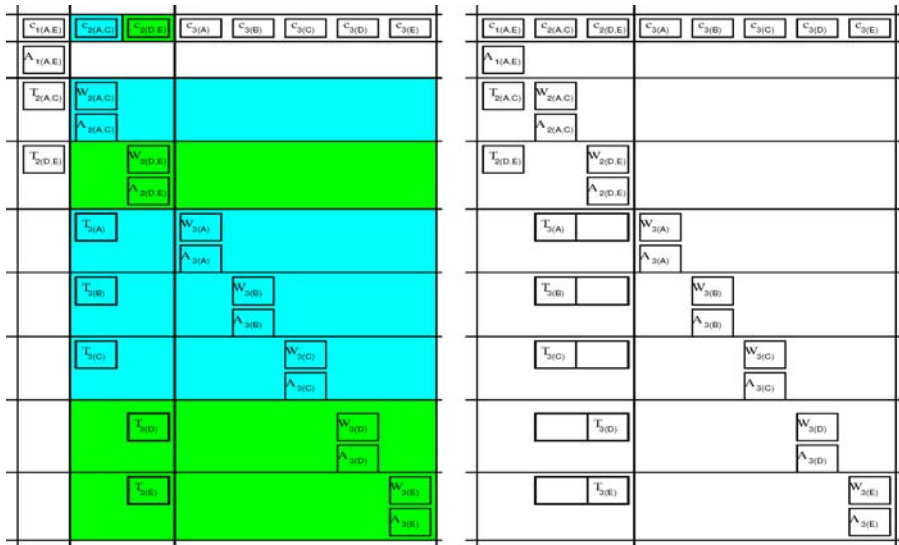 c1(A,E) c2(A,C) c2(D,E) c3(A) c3(B) c3(C) c3(D) c3(E)
A1(A,E)
T2(A,C) W2(A,C)
A2(A,C)
T2(D,E) W2(D,E)
A2(D,E)
T3(A) W3(A)
A3(A)
T3(B) W3(B)
A3(B)
T3(C) W3(C)
A3(C)
T3(D) W3(D)
A3(D)
T3(E) W3(E)
A3(E)
c1(A,E) c2(A,C) c2(D,E) c3(A) c3(B) c3(C) c3(D) c3(E)
A1(A,E)
T2(A,C) W2(A,C)
A2(A,C)
T2(D,E) W2(D,E)
A2(D,E)
T3(A) W3(A)
A3(A)
T3(B) W3(B)
A3(B)
T3(C) W3(C)
A3(C)
T3(D) W3(D)
A3(D)
T3(E) W3(E)
A3(E)